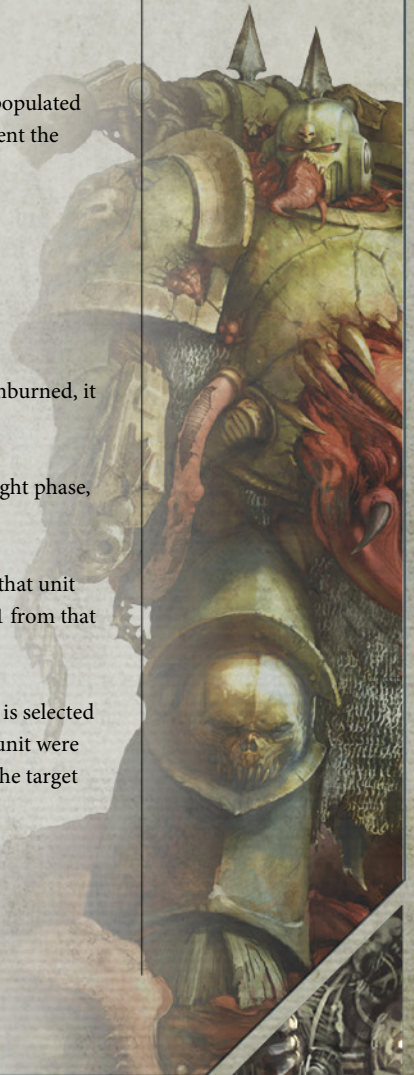 populated
ent the
nburned, it
ght phase,
that unit
1 from that
is selected
unit were
he target